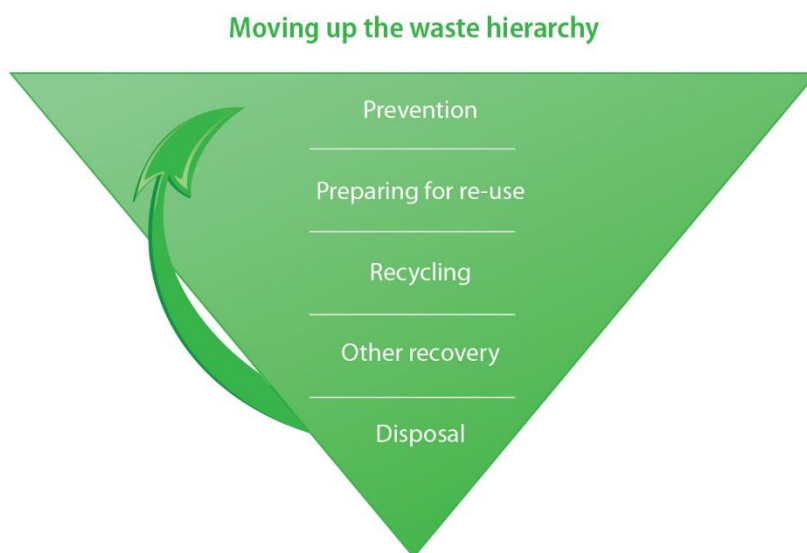 Moving up the waste hierarchy
Prevention
Preparing for re-use
Recycling
Other recovery
Disposal